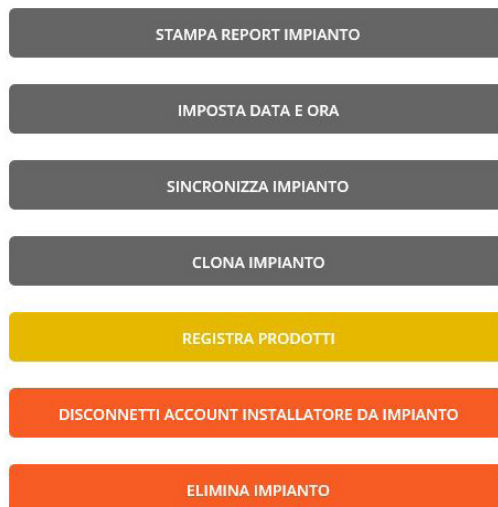 STAMPA REPORT IMPIANTO
IMPOSTA DATA E ORA
SINCRONIZZA IMPIANTO
CLONA IMPIANTO
REGISTRA PRODOTTI
DISCONNETTI ACCOUNT INSTALLATORE DA IMPIANTO
ELIMINA IMPIANTO